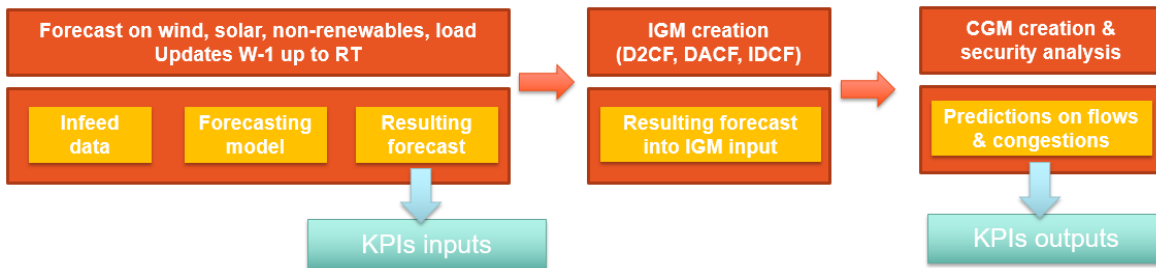 Forecast on wind, solar, non-renewables, load
Updates W-1 up to RT
Infeed
data
Forecasting
model
Resulting
forecast
KPIs inputs
IGM creation
(D2CF, DACF, IDCF)
Resulting forecast
into IGM input
CGM creation &
security analysis
Predictions on flows
& congestions
KPIs outputs